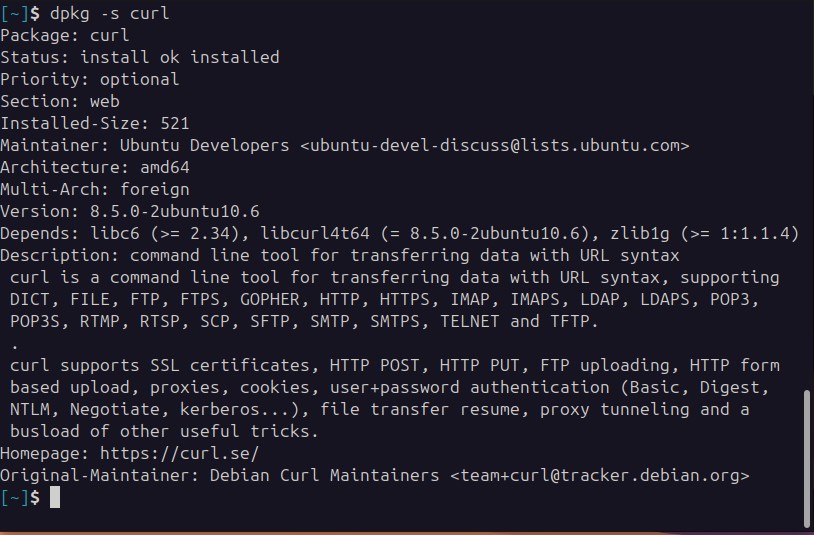 [~]$ dpkg -s curl
Package: curl
Status: install ok installed
Priority: optional
Section: web
Installed-Size: 521
Maintainer: Ubuntu Developers <ubuntu-devel-discuss@lists.ubuntu.com>
Architecture: amd64
Multi-Arch: foreign
Version: 8.5.0-2ubuntu10.6
Depends: libc6 (>= 2.34), libcurl4t64 (= 8.5.0-2ubuntu10.6), zlib1g (>= 1:1.1.4)
Description: command line tool for transferring data with URL syntax
 curl is a command line tool for transferring data with URL syntax, supporting
 DICT, FILE, FTP, FTPS, GOPHER, HTTP, HTTPS, IMAP, IMAPS, LDAP, LDAPS, POP3,
 POP3S, RTMP, RTSP, SCP, SFTP, SMTP, SMTPS, TELNET and TFTP.
 .
 curl supports SSL certificates, HTTP POST, HTTP PUT, FTP uploading, HTTP form
 based upload, proxies, cookies, user+password authentication (Basic, Digest,
 NTLM, Negotiate, kerberos...), file transfer resume, proxy tunneling and a
 busload of other useful tricks.
Homepage: https://curl.se/
Original-Maintainer: Debian Curl Maintainers <team+curl@tracker.debian.org>
[~]$